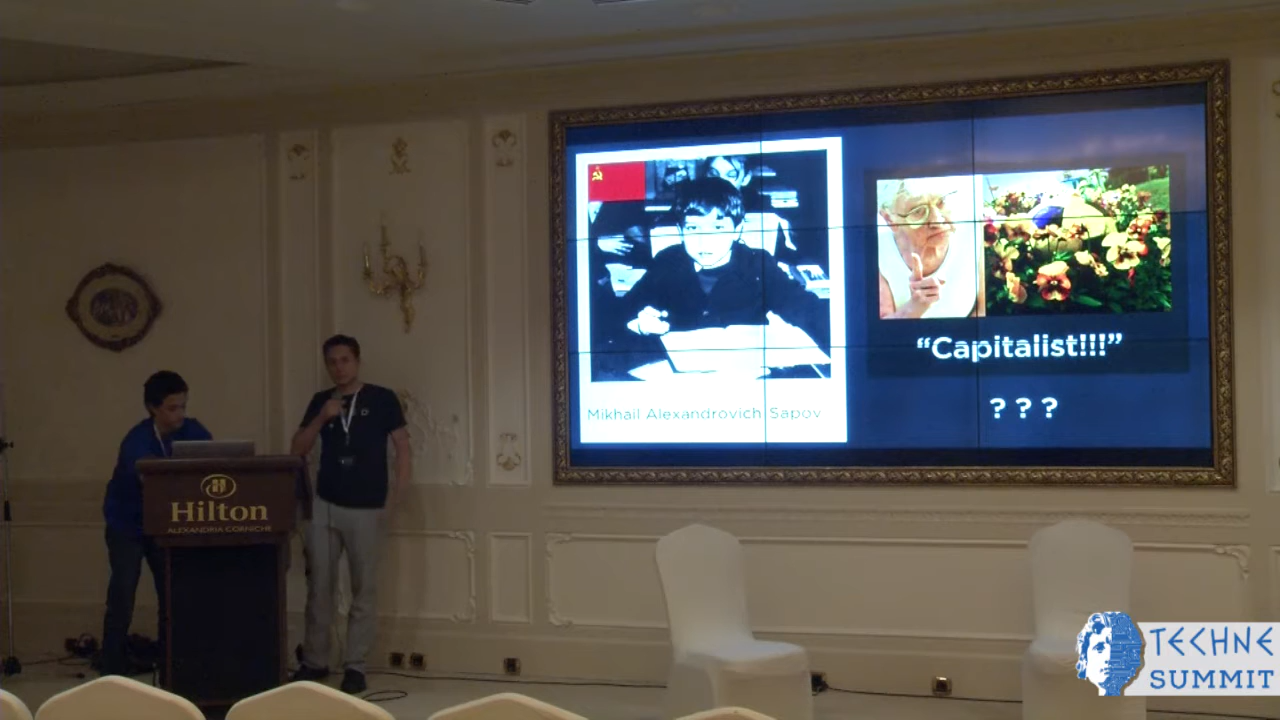 Mikhail Alexandrovich Sapov
“Capitalist!!!”
? ? ?
Hilton
ALEXANDRIA CORNICHE
TECHNE
SUMMIT